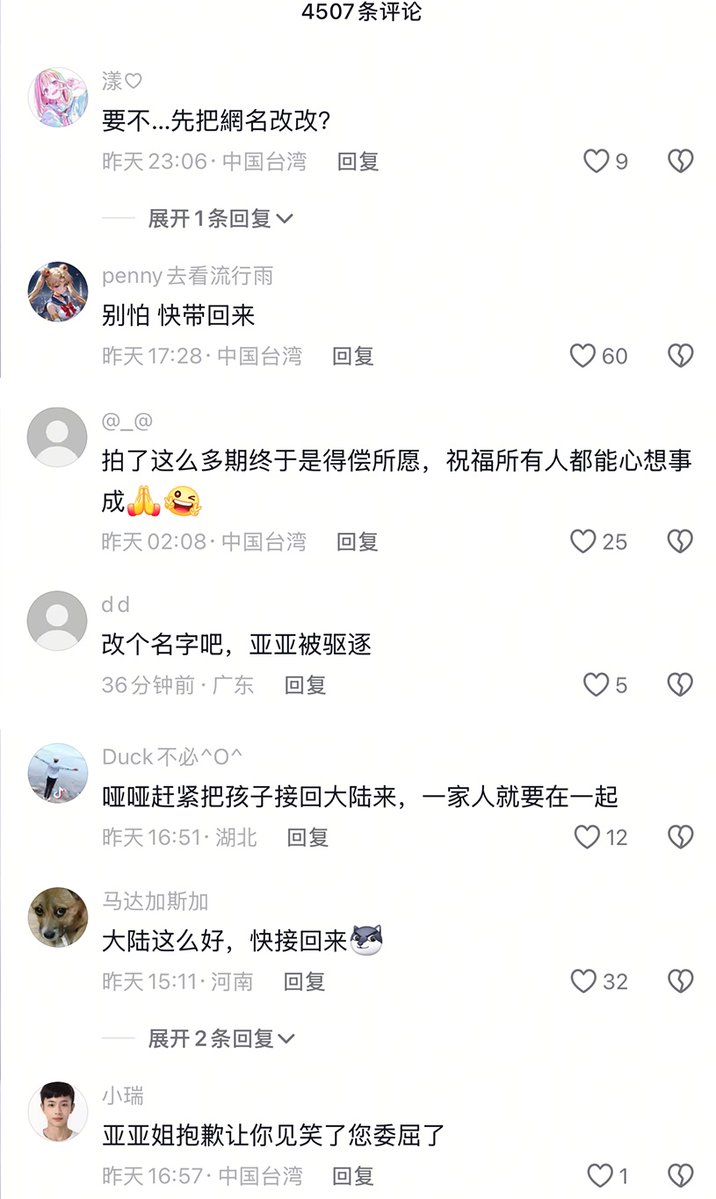 4507条评论
漾♡
要不...先把網名改改?
昨天 23:06 · 中国台湾 回复 9
展开1条回复
penny去看流行雨
别怕 快带回来
昨天 17:28 · 中国台湾 回复 60
@_@
拍了这么多期终于是得偿所愿，祝福所有人都能心想事
成🙏🤪
昨天 02:08 · 中国台湾 回复 25
d d
改个名字吧，亚亚被驱逐
36分钟前 · 广东 回复 5
Duck不必^O^
哑哑赶紧把孩子接回大陆来，一家人就要在一起
昨天 16:51 · 湖北 回复 12
马达加斯加
大陆这么好，快接回来
昨天 15:11 · 河南 回复 32
展开2条回复
小瑞
亚亚姐抱歉让你见笑了您委屈了
昨天 16:57 · 中国台湾 回复 1